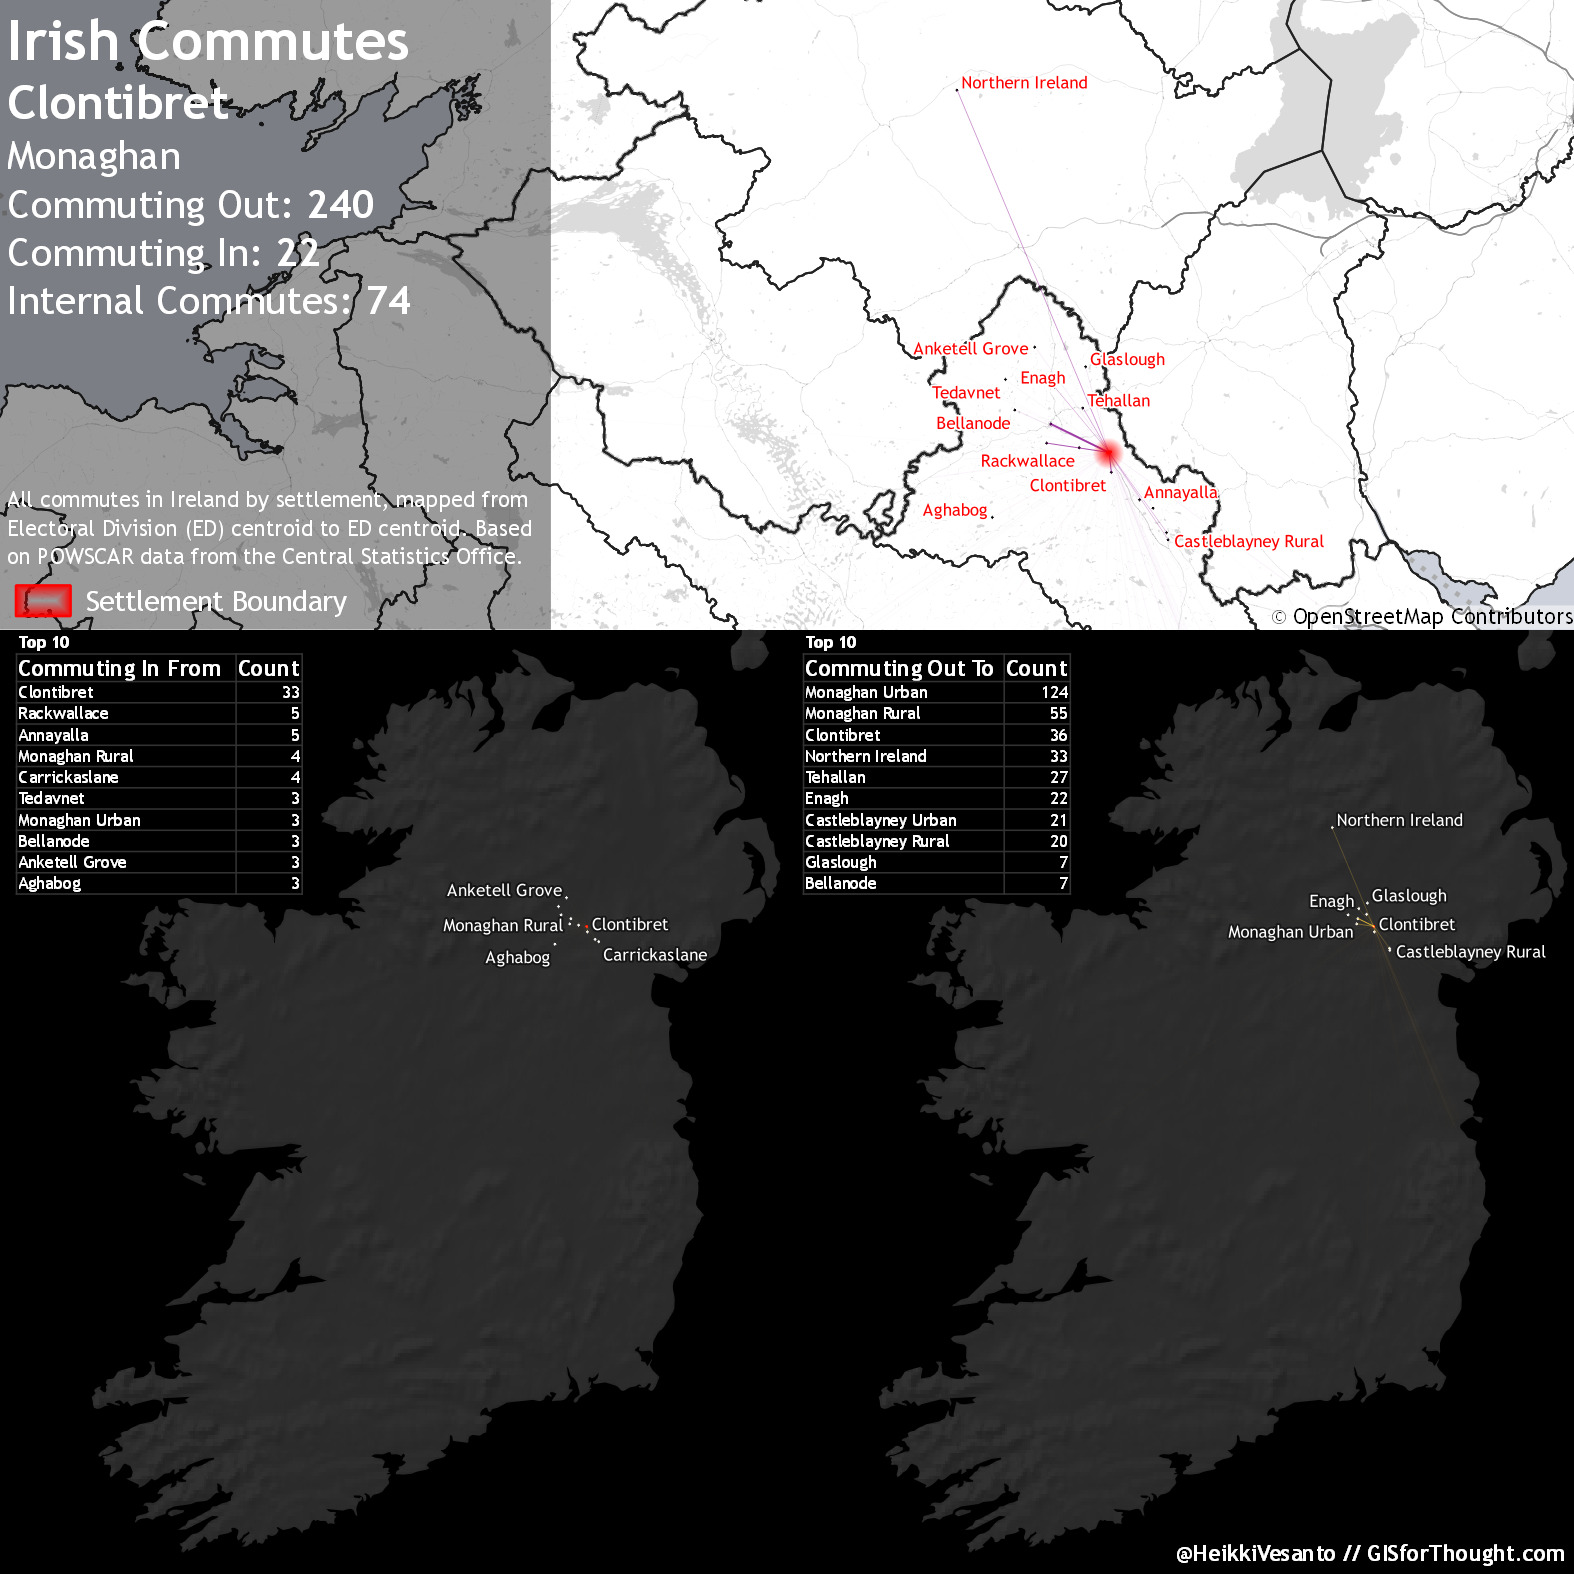 Irish Commutes
Clontibret
Monaghan
Commuting Out: 240
Commuting In: 22
Internal Commutes: 74
All commutes in Ireland by settlement, mapped from
Electoral Division (ED) centroid to ED centroid. Based
on POWSCAR data from the Central Statistics Office.
Settlement Boundary
Northern Ireland
Anketell Grove
Glaslough
Enagh
Tedavnet
Tehallan
Bellanode
Rackwallace
Clontibret
Annayalla
Aghabog
Castleblayney Rural
© OpenStreetMap Contributors
Top 10
Commuting In From Count
Clontibret 33
Rackwallace 5
Annayalla 5
Monaghan Rural 4
Carrickaslane 4
Tedavnet 3
Monaghan Urban 3
Bellanode 3
Anketell Grove 3
Aghabog 3
Anketell Grove
Monaghan Rural
Clontibret
Aghabog
Carrickaslane
Top 10
Commuting Out To Count
Monaghan Urban 124
Monaghan Rural 55
Clontibret 36
Northern Ireland 33
Tehallan 27
Enagh 22
Castleblayney Urban 21
Castleblayney Rural 20
Glaslough 7
Bellanode 7
Northern Ireland
Glaslough
Enagh
Clontibret
Monaghan Urban
Castleblayney Rural
@HeikkiVesanto // GISforThought.com